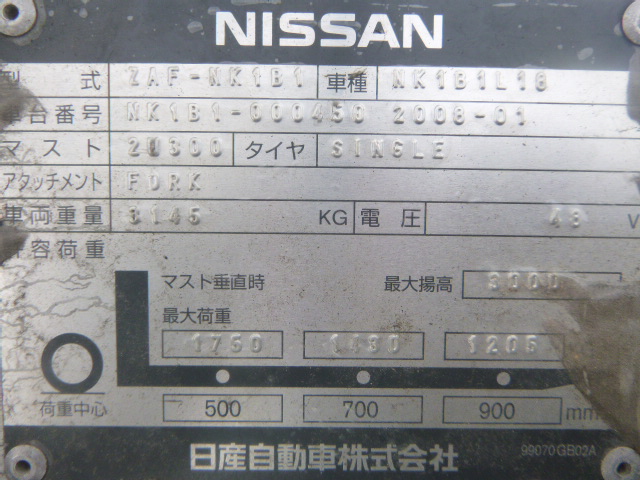 NISSAN
型 式 ZAF-NK1B1 車種 NK1B1L18
車台番号 NK1B1-000456 2008-01
マスト 2W300 タイヤ SINGLE
アタッチメント FORK
車両重量 3145 KG 電圧 48 V
許容荷重
マスト垂直時 最大揚高 3000
最大荷重
1750 1430 1205
荷重中心 500 700 900 mm
日産自動車株式会社 99070GB02A